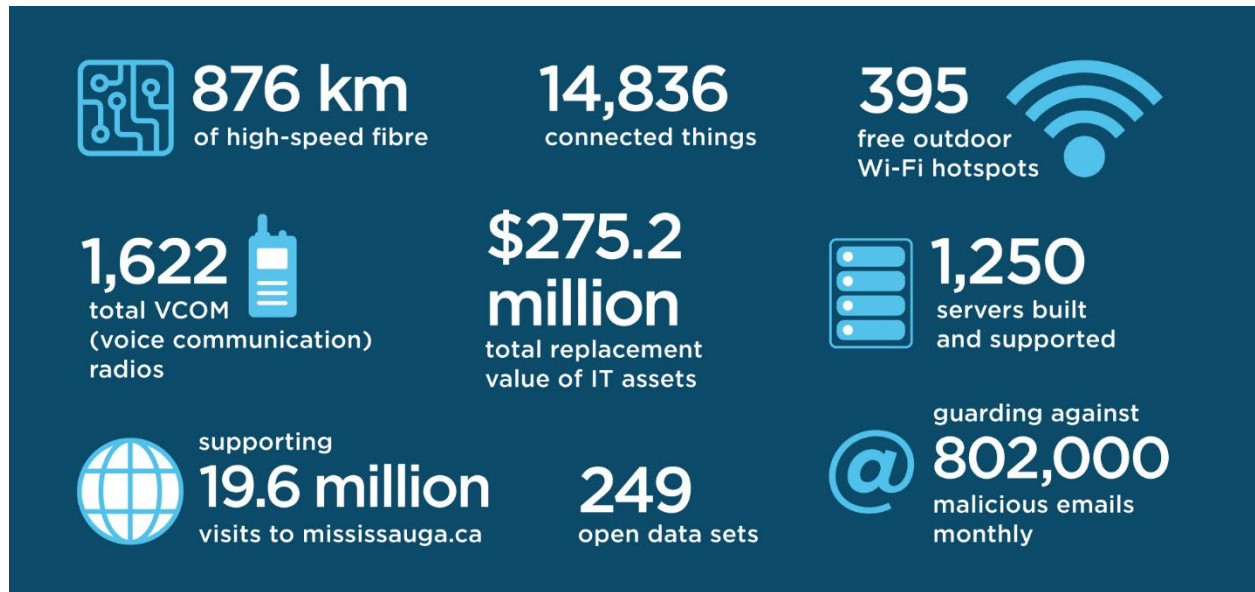 876 km
of high-speed fibre
14,836
connected things
395
free outdoor
Wi-Fi hotspots
1,622
total VCOM
(voice communication)
radios
$275.2
million
total replacement
value of IT assets
1,250
servers built
and supported
supporting
19.6 million
visits to mississauga.ca
249
open data sets
guarding against
@
802,000
malicious emails
monthly